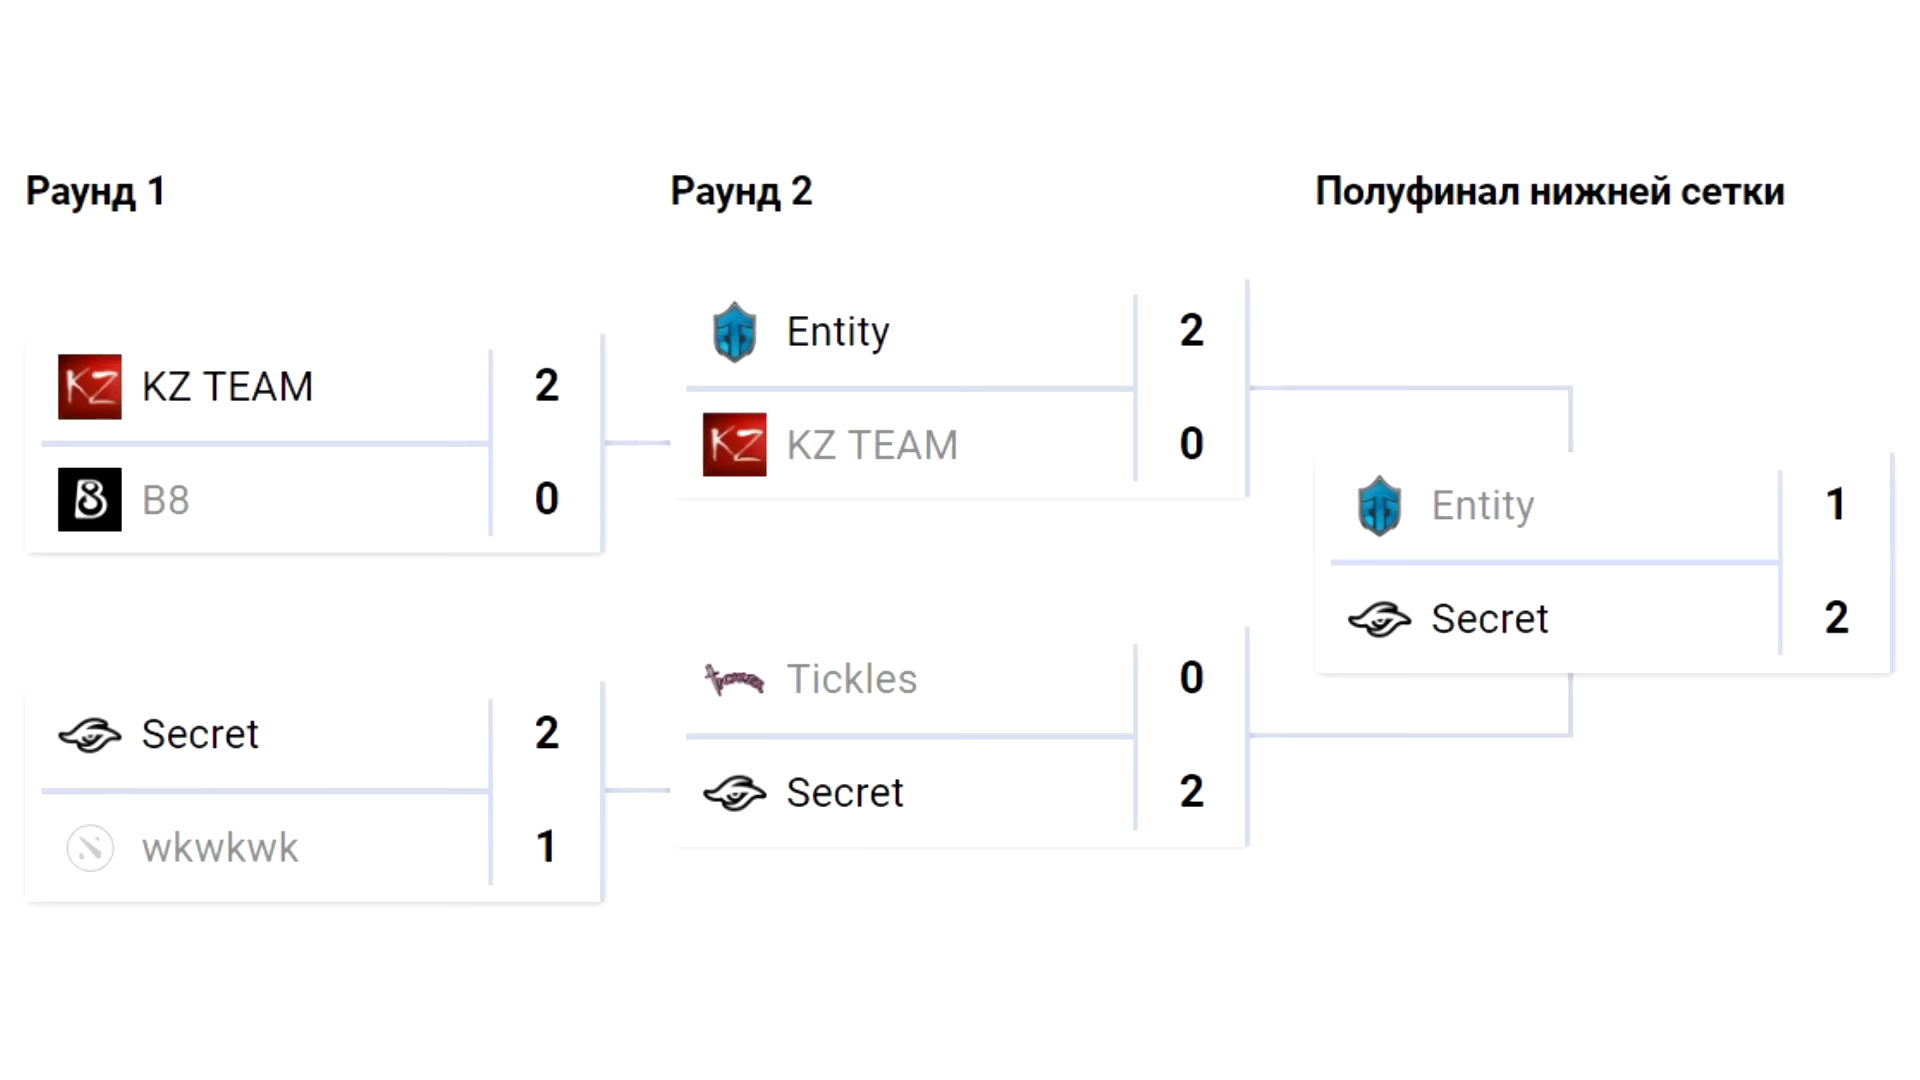 Раунд 1
KZ TEAM 2
B8 0
Secret 2
wkwkwk 1
Раунд 2
Entity 2
KZ TEAM 0
Tickles 0
Secret 2
Полуфинал нижней сетки
Entity 1
Secret 2